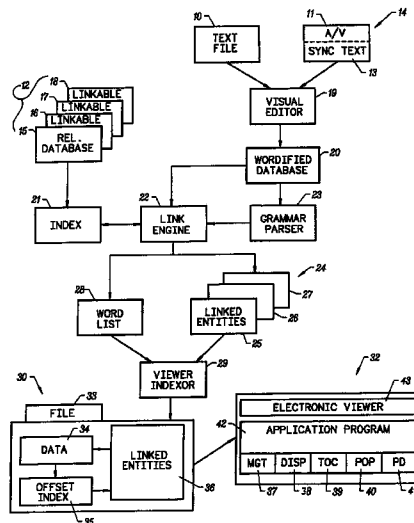 10
TEXT
FILE
11
A/V
SYNC TEXT
13
14
12
18
LINKABLE
17
LINKABLE
16
LINKABLE
15
REL.
DATABASE
VISUAL
EDITOR
19
WORDIFIED
DATABASE
20
21
INDEX
22
LINK
ENGINE
23
GRAMMAR
PARSER
24
28
WORD
LIST
27
26
LINKED
ENTITIES
25
VIEWER
INDEXOR
29
30
33
FILE
34
DATA
OFFSET
INDEX
35
LINKED
ENTITIES
36
32
43
ELECTRONIC VIEWER
42
APPLICATION PROGRAM
MGT DISP TOC POP PD
37 38 39 40